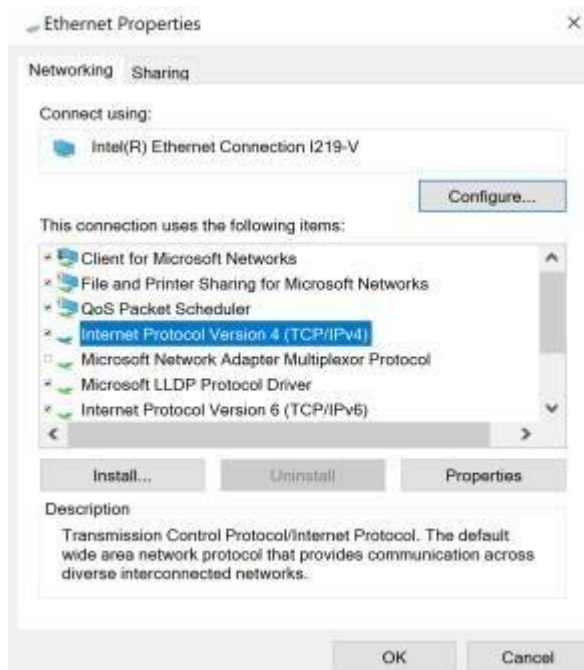 Ethernet Properties
Networking Sharing
Connect using:
Intel(R) Ethernet Connection I219-V
Configure...
This connection uses the following items:
Client for Microsoft Networks
File and Printer Sharing for Microsoft Networks
QoS Packet Scheduler
Internet Protocol Version 4 (TCP/IPv4)
Microsoft Network Adapter Multiplexor Protocol
Microsoft LLDP Protocol Driver
Internet Protocol Version 6 (TCP/IPv6)
Install... Uninstall Properties
Description
Transmission Control Protocol/Internet Protocol. The default
wide area network protocol that provides communication across
diverse interconnected networks.
OK Cancel